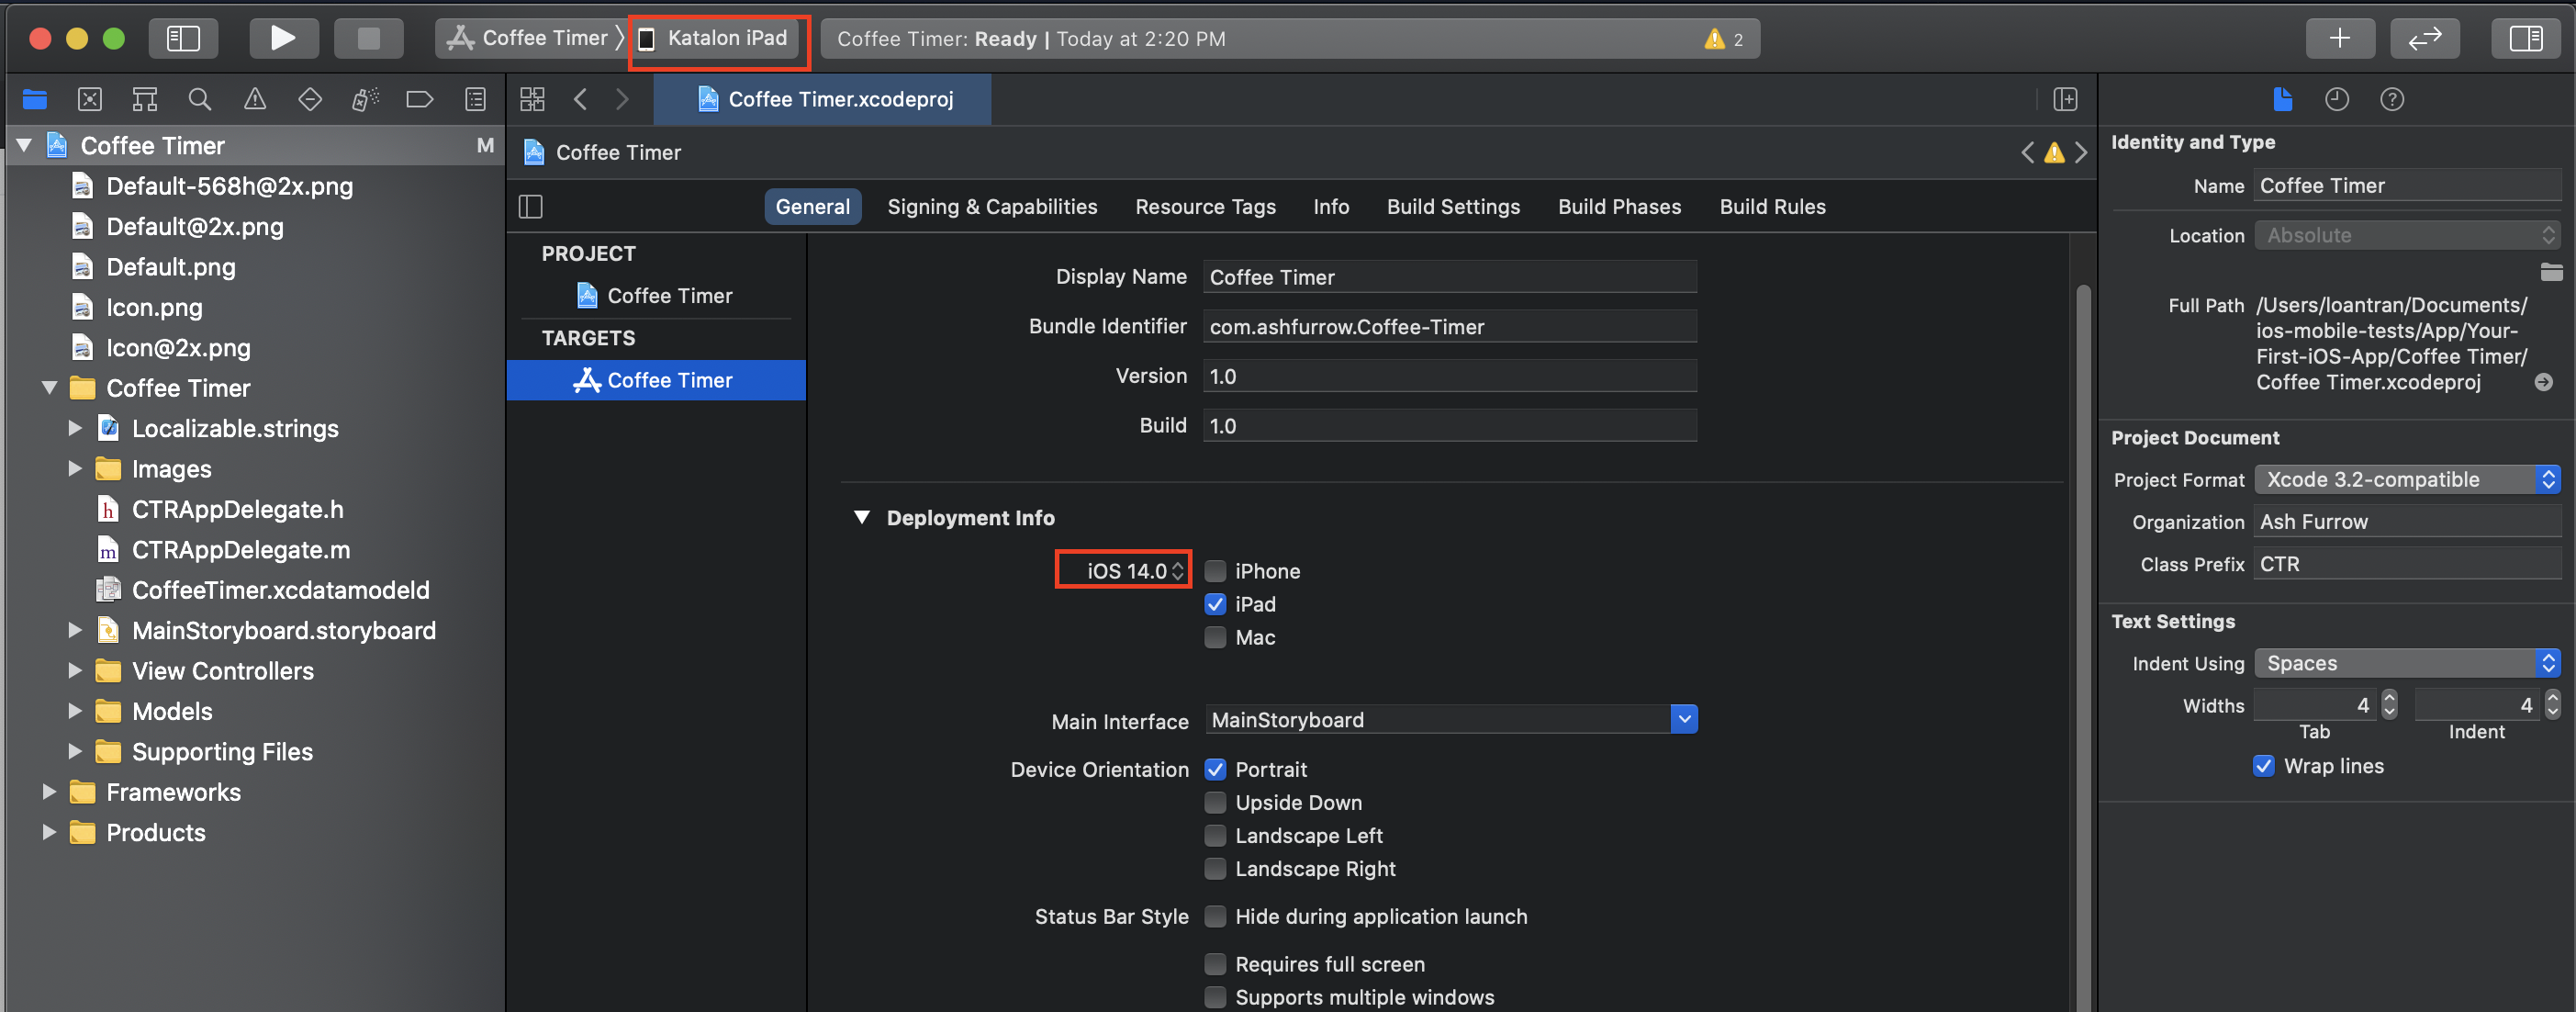 Coffee Timer
Katalon iPad
Coffee Timer: Ready | Today at 2:20 PM
2
Coffee Timer.xcodeproj
Coffee Timer
M
Default-568h@2x.png
Default@2x.png
Default.png
Icon.png
Icon@2x.png
Coffee Timer
Localizable.strings
Images
h CTRAppDelegate.h
m CTRAppDelegate.m
CoffeeTimer.xcdatamodeld
MainStoryboard.storyboard
View Controllers
Models
Supporting Files
Frameworks
Products
Coffee Timer
General
Signing & Capabilities
Resource Tags
Info
Build Settings
Build Phases
Build Rules
PROJECT
Coffee Timer
TARGETS
Coffee Timer
Display Name Coffee Timer
Bundle Identifier com.ashfurrow.Coffee-Timer
Version 1.0
Build 1.0
Deployment Info
iOS 14.0
iPhone
iPad
Mac
Main Interface MainStoryboard
Device Orientation Portrait
Upside Down
Landscape Left
Landscape Right
Status Bar Style Hide during application launch
Requires full screen
Supports multiple windows
Identity and Type
Name Coffee Timer
Location Absolute
Full Path /Users/loantran/Documents/
ios-mobile-tests/App/Your-
First-iOS-App/Coffee Timer/
Coffee Timer.xcodeproj
Project Document
Project Format Xcode 3.2-compatible
Organization Ash Furrow
Class Prefix CTR
Text Settings
Indent Using Spaces
Widths 4 4
Tab Indent
Wrap lines